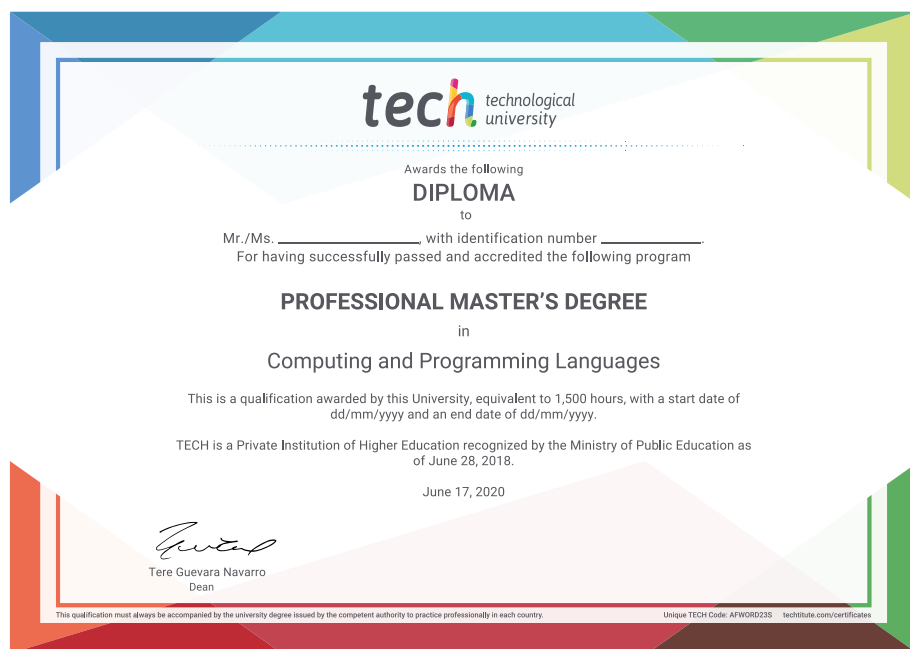 tech technological
university
Awards the following
DIPLOMA
to
Mr./Ms. ________________, with identification number ____________.
For having successfully passed and accredited the following program
PROFESSIONAL MASTER'S DEGREE
in
Computing and Programming Languages
This is a qualification awarded by this University, equivalent to 1,500 hours, with a start date of
dd/mm/yyyy and an end date of dd/mm/yyyy.
TECH is a Private Institution of Higher Education recognized by the Ministry of Public Education as
of June 28, 2018.
June 17, 2020
Tere Guevara Navarro
Dean
This qualification must always be accompanied by the university degree issued by the competent authority to practice professionally in each country. Unique TECH Code: AFWORD23S techtitute.com/certificates